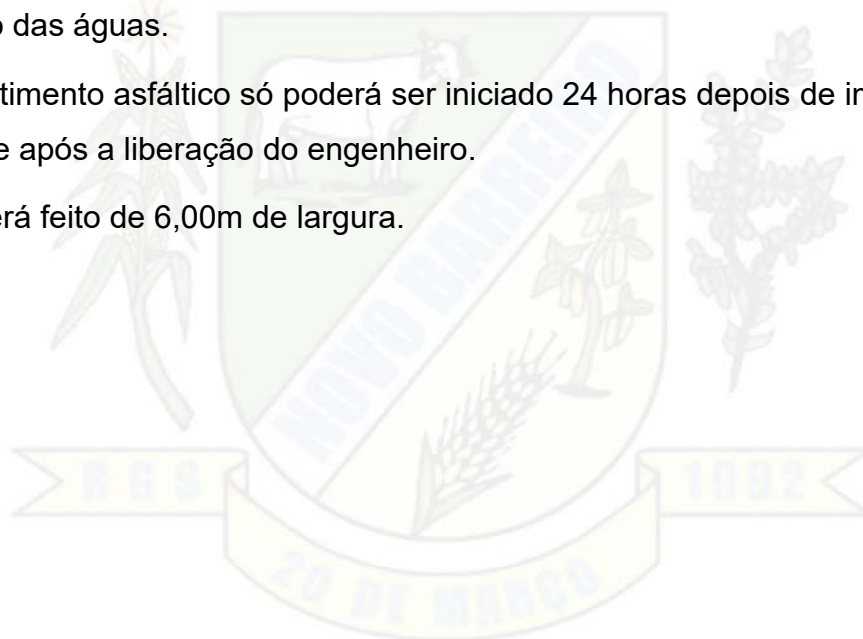 o das águas.
timento asfáltico só poderá ser iniciado 24 horas depois de in
e após a liberação do engenheiro.
erá feito de 6,00m de largura.
NOVO BARREIRO
RGS
1992
20 DE MARÇO